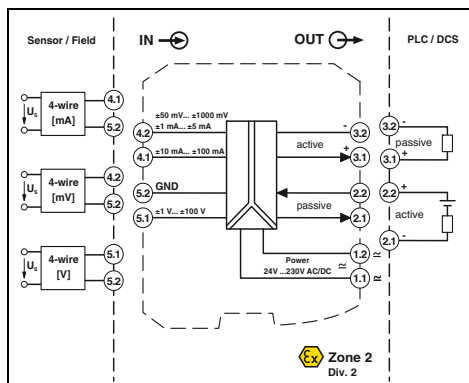 Sensor / Field
IN
OUT
PLC / DCS
Us
4-wire
[mA]
4.1
5.2
Us
4-wire
[mV]
4.2
5.2
Us
4-wire
[V]
5.1
5.2
±50 mV... ±1000 mV
±1 mA... ±5 mA
4.2
±10 mA... ±100 mA
4.1
GND
5.2
±1 V... ±100 V
5.1
-
3.2
active
+
3.1
2.2
passive
2.1
Power
24V ...230V AC/DC
1.2
1.1
3.2
-
passive
3.1
+
2.2
+
active
2.1
-
Ex
Zone 2
Div. 2